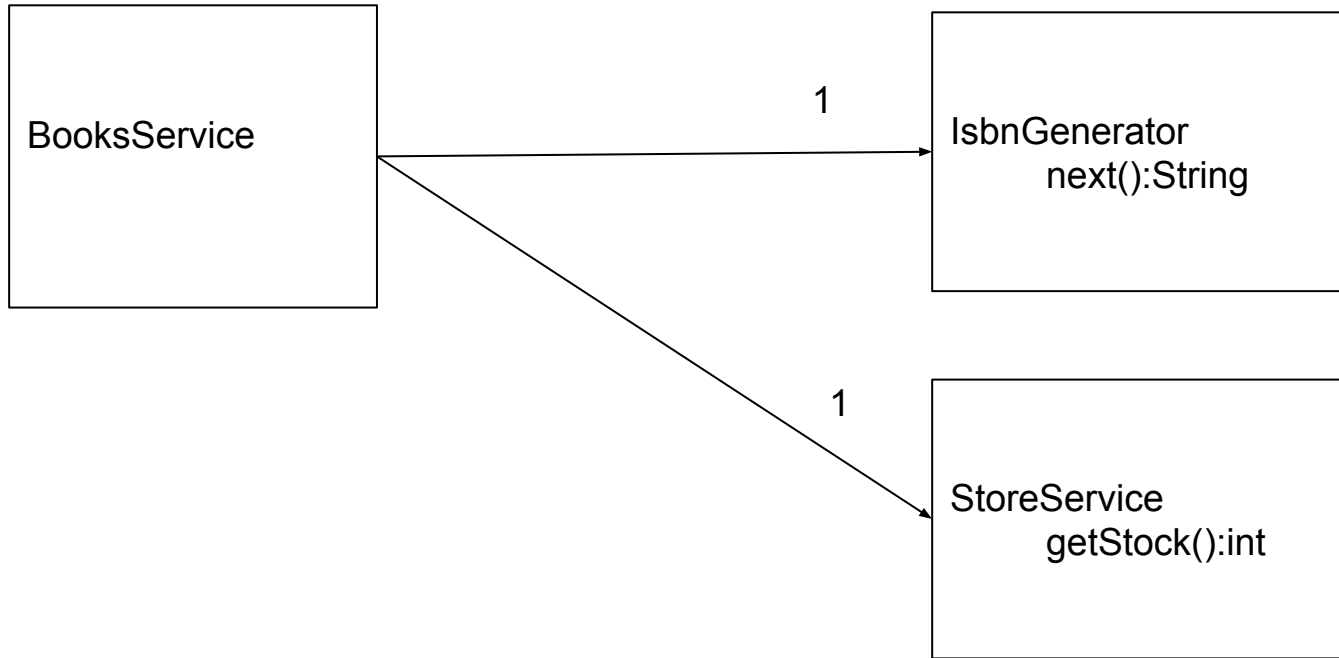 BooksService
1
IsbnGenerator
next():String
1
StoreService
getStock():int